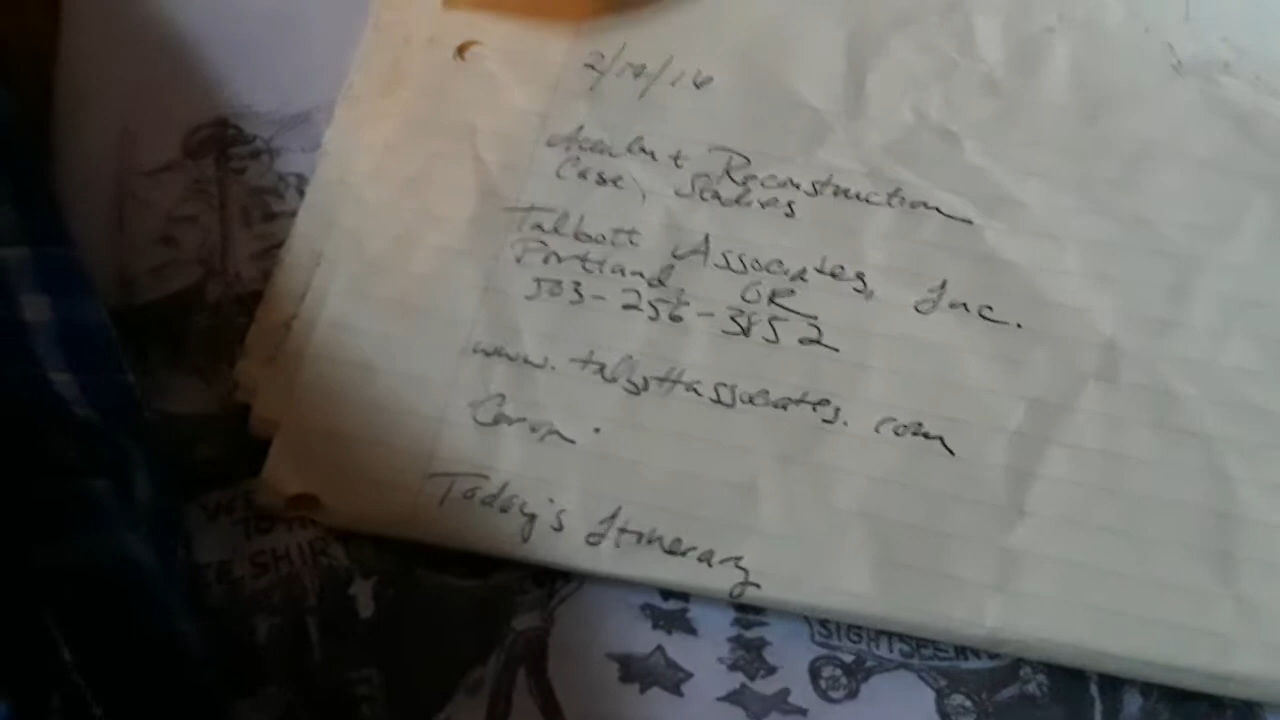 2/10/16
Accident Reconstruction
Case Studies
Talbott Associates, Inc.
Portland, OR
503-256-3852
www.talbottassociates.com
Today's Itinerary
SHIR
SIGHTSEEING